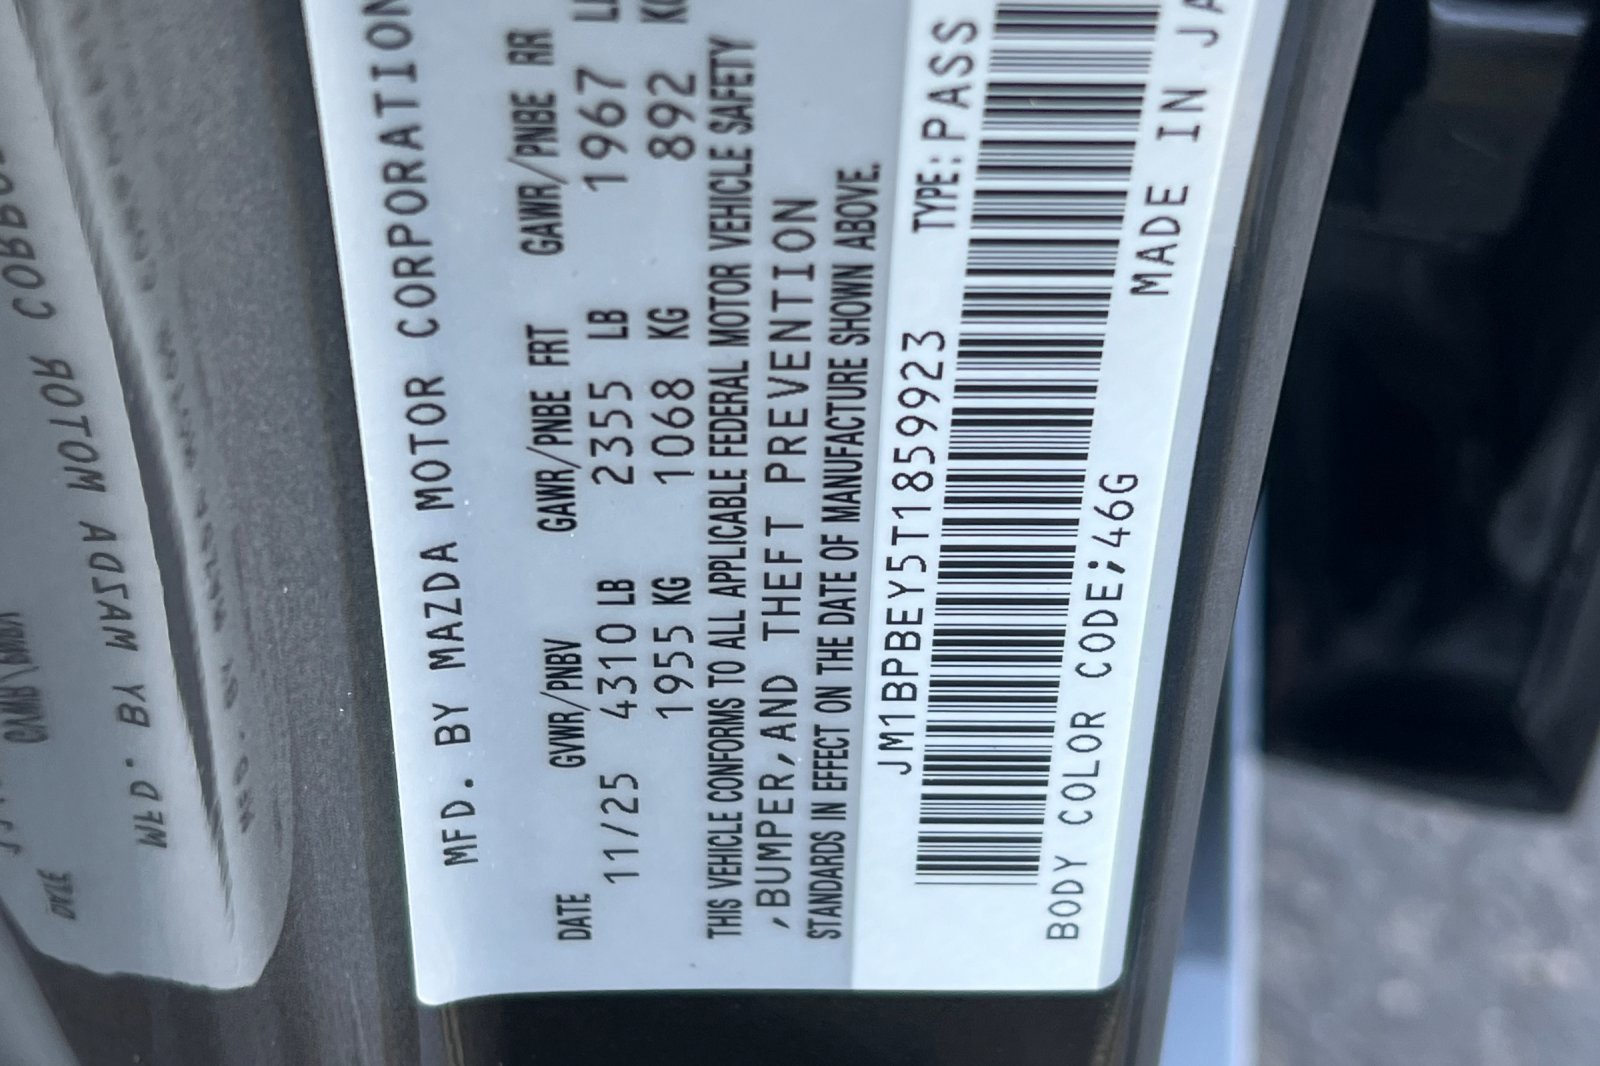 MFD. BY MAZDA MOTOR CORPORATION
DATE GVWR/PNBV GAWR/PNBE FRT GAWR/PNBE RR
11/25 4310 LB 2355 LB 1967
1955 KG 1068 KG 892
THIS VEHICLE CONFORMS TO ALL APPLICABLE FEDERAL MOTOR VEHICLE SAFETY
,BUMPER,AND THEFT PREVENTION
STANDARDS IN EFFECT ON THE DATE OF MANUFACTURE SHOWN ABOVE.
JM1BPBEY5T1859923 TYPE:PASS
BODY COLOR CODE;46G MADE IN JA